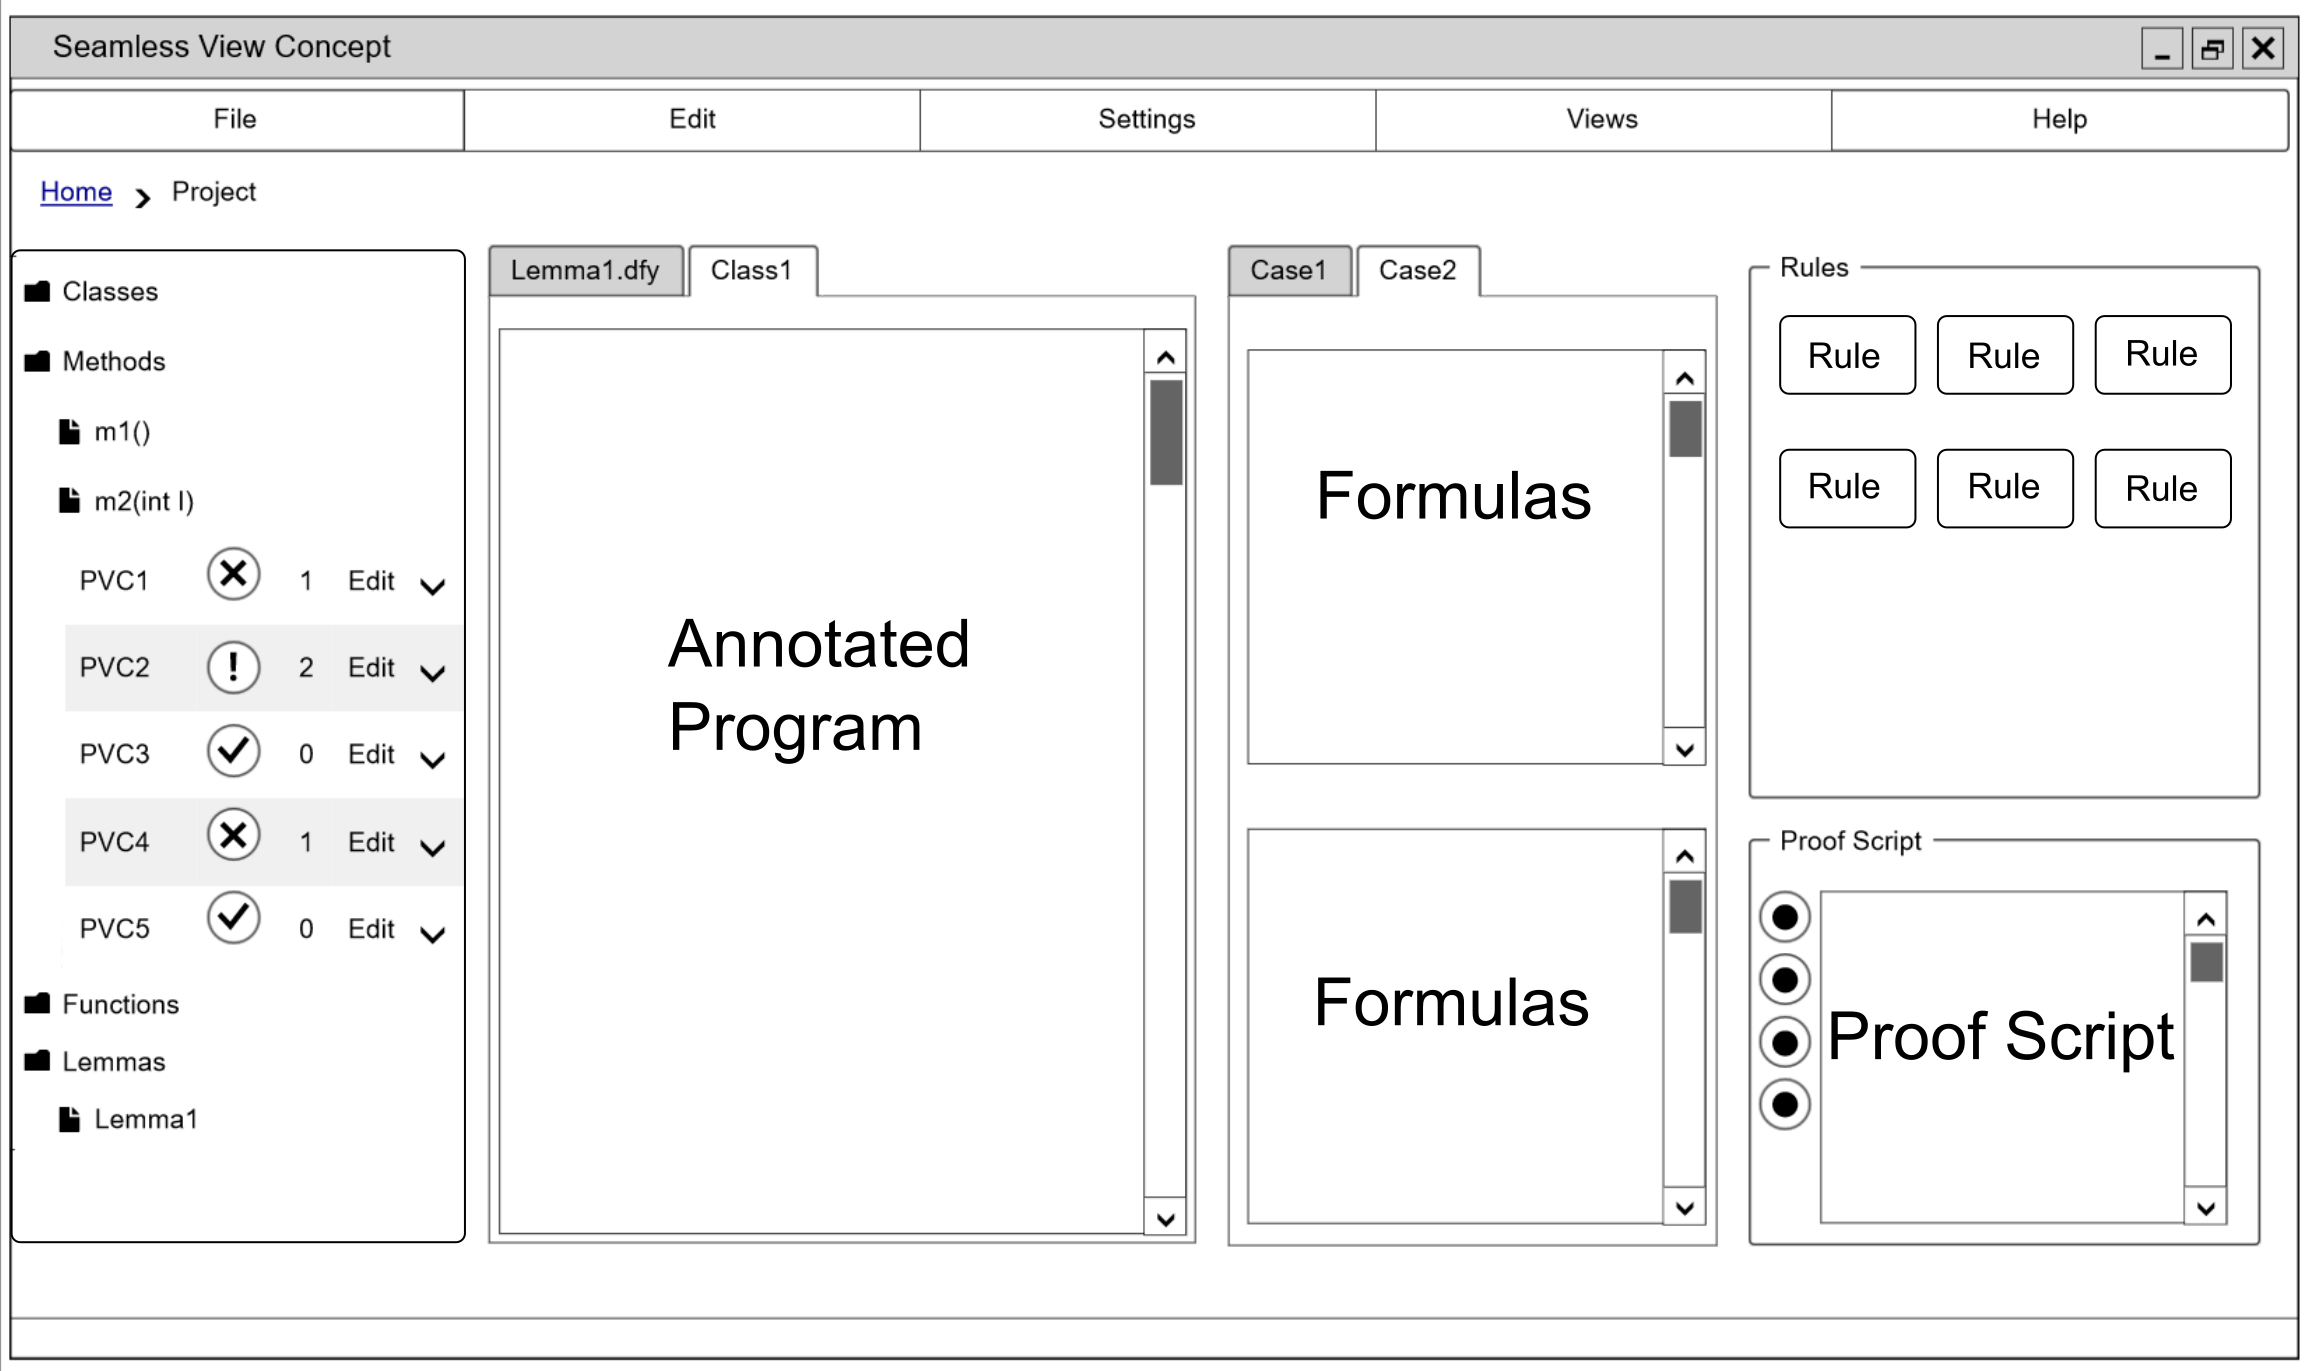 Seamless View Concept
File Edit Settings Views Help
Home Project
Classes
Methods
m1()
m2(int I)
PVC1 1 Edit
PVC2 ! 2 Edit
PVC3 0 Edit
PVC4 1 Edit
PVC5 0 Edit
Functions
Lemmas
Lemma1
Lemma1.dfy Class1
Annotated
Program
Case1 Case2
Formulas
Formulas
Rules
Rule Rule Rule
Rule Rule Rule
Proof Script
Proof Script